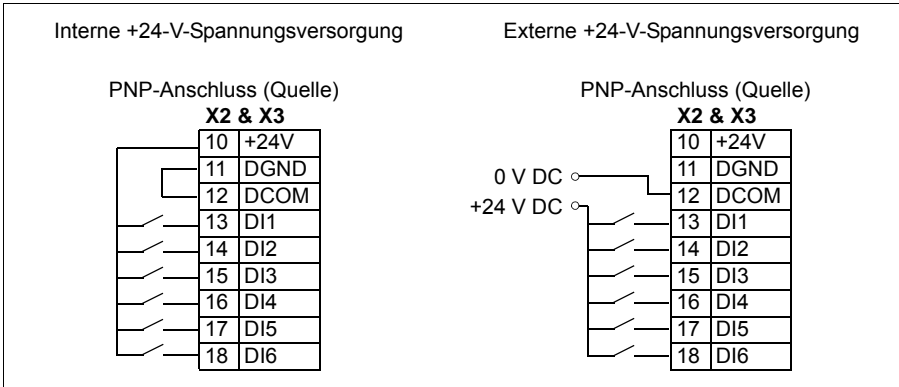 Interne +24-V-Spannungsversorgung
PNP-Anschluss (Quelle)
X2 & X3
10 +24V
11 DGND
12 DCOM
13 DI1
14 DI2
15 DI3
16 DI4
17 DI5
18 DI6
Externe +24-V-Spannungsversorgung
PNP-Anschluss (Quelle)
X2 & X3
0 V DC
+24 V DC
10 +24V
11 DGND
12 DCOM
13 DI1
14 DI2
15 DI3
16 DI4
17 DI5
18 DI6